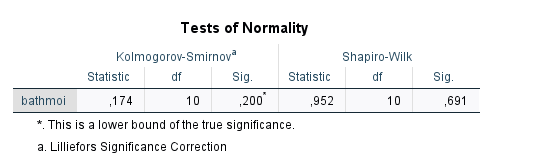 Tests of Normality
Kolmogorov-Smirnovᵃ Shapiro-Wilk
Statistic df Sig. Statistic df Sig.
bathmoi ,174 10 ,200* ,952 10 ,691
*. This is a lower bound of the true significance.
a. Lilliefors Significance Correction